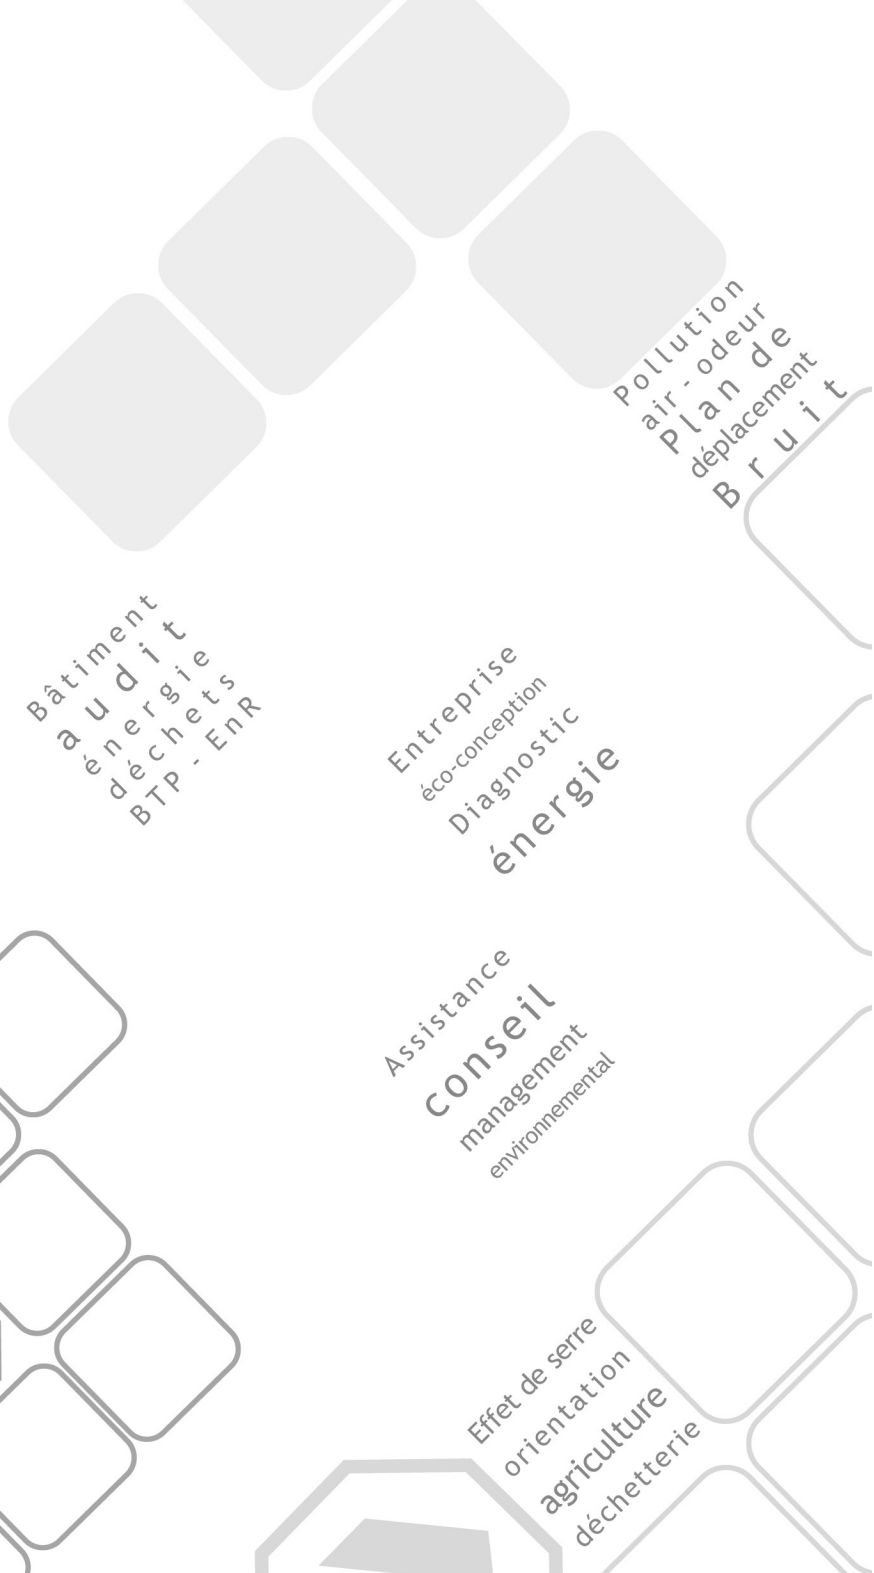 Pollution
air - odeur
Plan de
déplacement
Bruit
Bâtiment
audit
énergie
déchets
BTP - EnR
Entreprise
éco-conception
Diagnostic
énergie
Assistance
conseil
management
environnemental
Effet de serre
orientation
agriculture
déchetterie